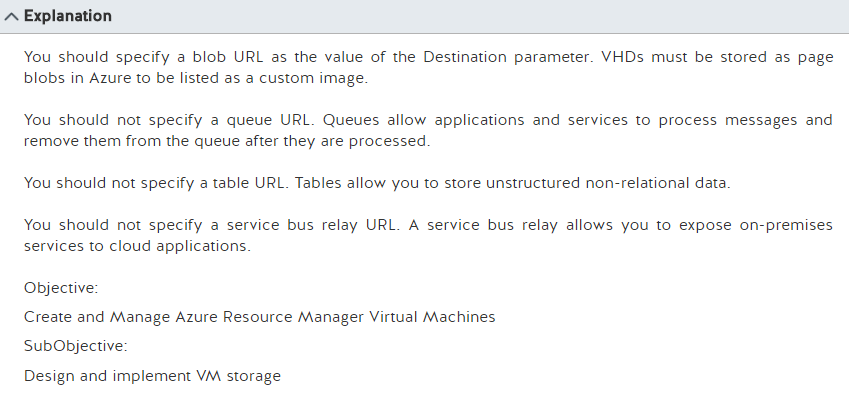 Explanation
You should specify a blob URL as the value of the Destination parameter. VHDs must be stored as page
blobs in Azure to be listed as a custom image.
You should not specify a queue URL. Queues allow applications and services to process messages and
remove them from the queue after they are processed.
You should not specify a table URL. Tables allow you to store unstructured non-relational data.
You should not specify a service bus relay URL. A service bus relay allows you to expose on-premises
services to cloud applications.
Objective:
Create and Manage Azure Resource Manager Virtual Machines
SubObjective:
Design and implement VM storage